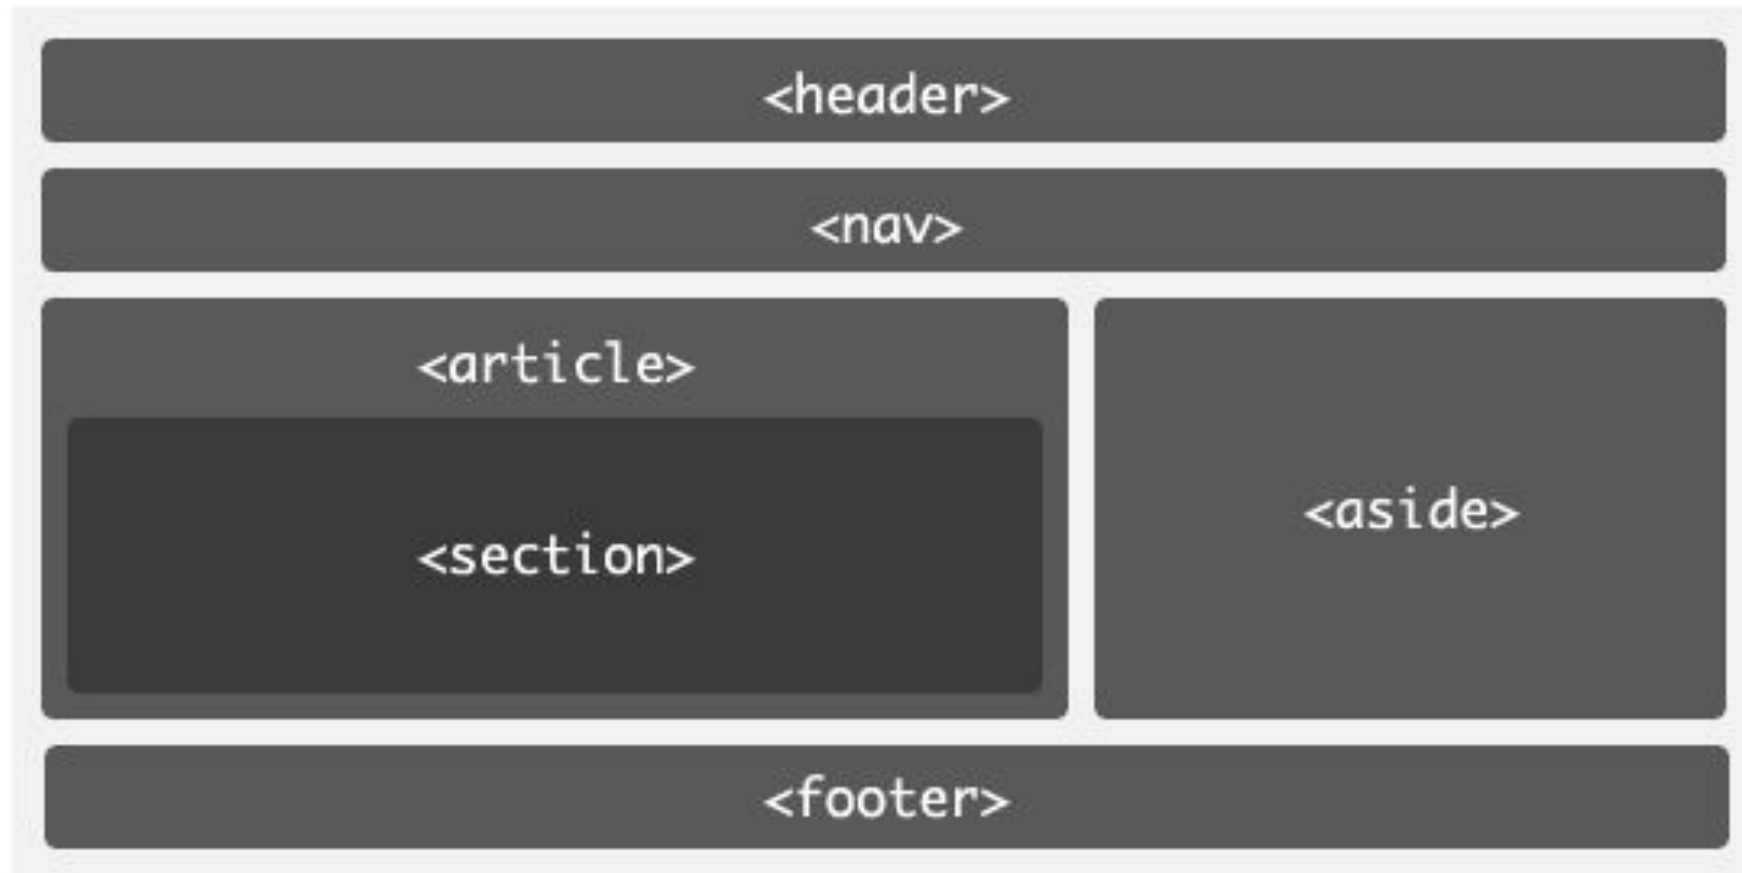 <header>
<nav>
<article>
<section>
<aside>
<footer>